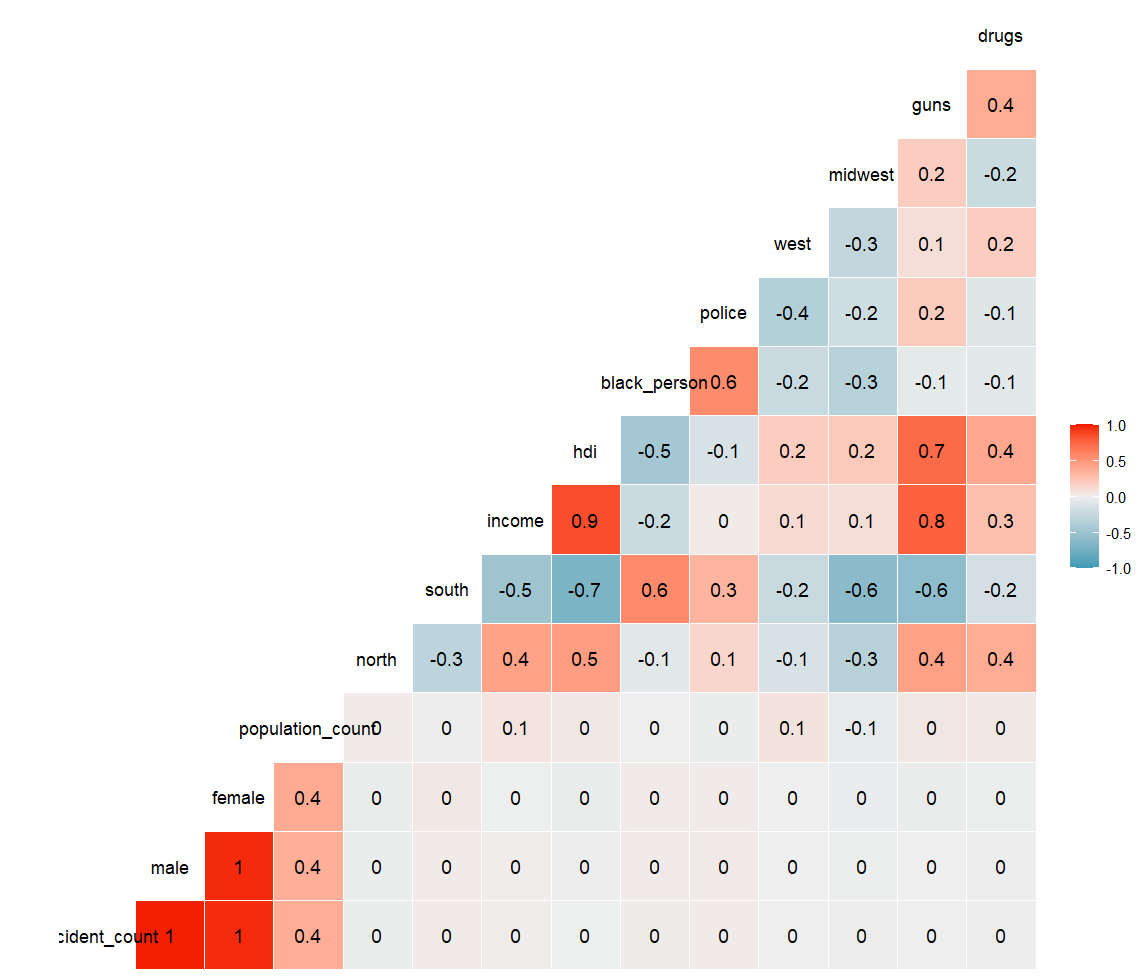 drugs
guns 0.4
midwest 0.2 -0.2
west -0.3 0.1 0.2
police -0.4 -0.2 0.2 -0.1
black_person 0.6 -0.2 -0.3 -0.1 -0.1
hdi -0.5 -0.1 0.2 0.2 0.7 0.4
income 0.9 -0.2 0 0.1 0.1 0.8 0.3
south -0.5 -0.7 0.6 0.3 -0.2 -0.6 -0.6 -0.2
north -0.3 0.4 0.5 -0.1 0.1 -0.1 -0.3 0.4 0.4
population_count 0 0 0.1 0 0 0 0.1 -0.1 0 0
female 0.4 0 0 0 0 0 0 0 0 0 0
male 1 0.4 0 0 0 0 0 0 0 0 0 0
cident_count 1 1 0.4 0 0 0 0 0 0 0 0 0 0
1.0
0.5
0.0
-0.5
-1.0